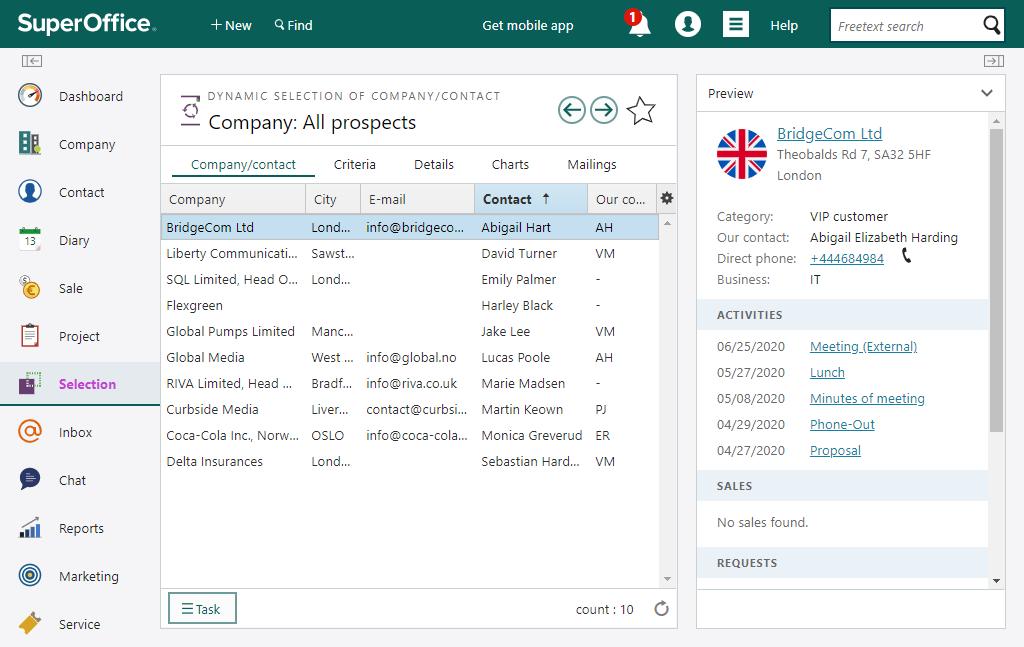 SuperOffice.
+ New
Find
Get mobile app
1
Help
Freetext search
Dashboard
Company
Contact
13
Diary
Sale
Project
Selection
Inbox
Chat
Reports
Marketing
Service
DYNAMIC SELECTION OF COMPANY/CONTACT
Company: All prospects
Company/contact Criteria Details Charts Mailings
Company City E-mail Contact ↑ Our co...
BridgeCom Ltd Lond... info@bridgeco... Abigail Hart AH
Liberty Communicati... Sawst... David Turner VM
SQL Limited, Head O... Lond... Emily Palmer -
Flexgreen Harley Black -
Global Pumps Limited Manc... Jake Lee VM
Global Media West ... info@global.no Lucas Poole AH
RIVA Limited, Head ... Bradf... info@riva.co.uk Marie Madsen -
Curbside Media Liver... contact@curbsi... Martin Keown PJ
Coca-Cola Inc., Norw... OSLO info@coca-cola... Monica Greverud ER
Delta Insurances Lond... Sebastian Hard... VM
Task
count : 10
Preview
BridgeCom Ltd
Theobalds Rd 7, SA32 5HF
London
Category: VIP customer
Our contact: Abigail Elizabeth Harding
Direct phone: +444684984
Business: IT
ACTIVITIES
06/25/2020 Meeting (External)
05/27/2020 Lunch
05/08/2020 Minutes of meeting
04/29/2020 Phone-Out
04/27/2020 Proposal
SALES
No sales found.
REQUESTS